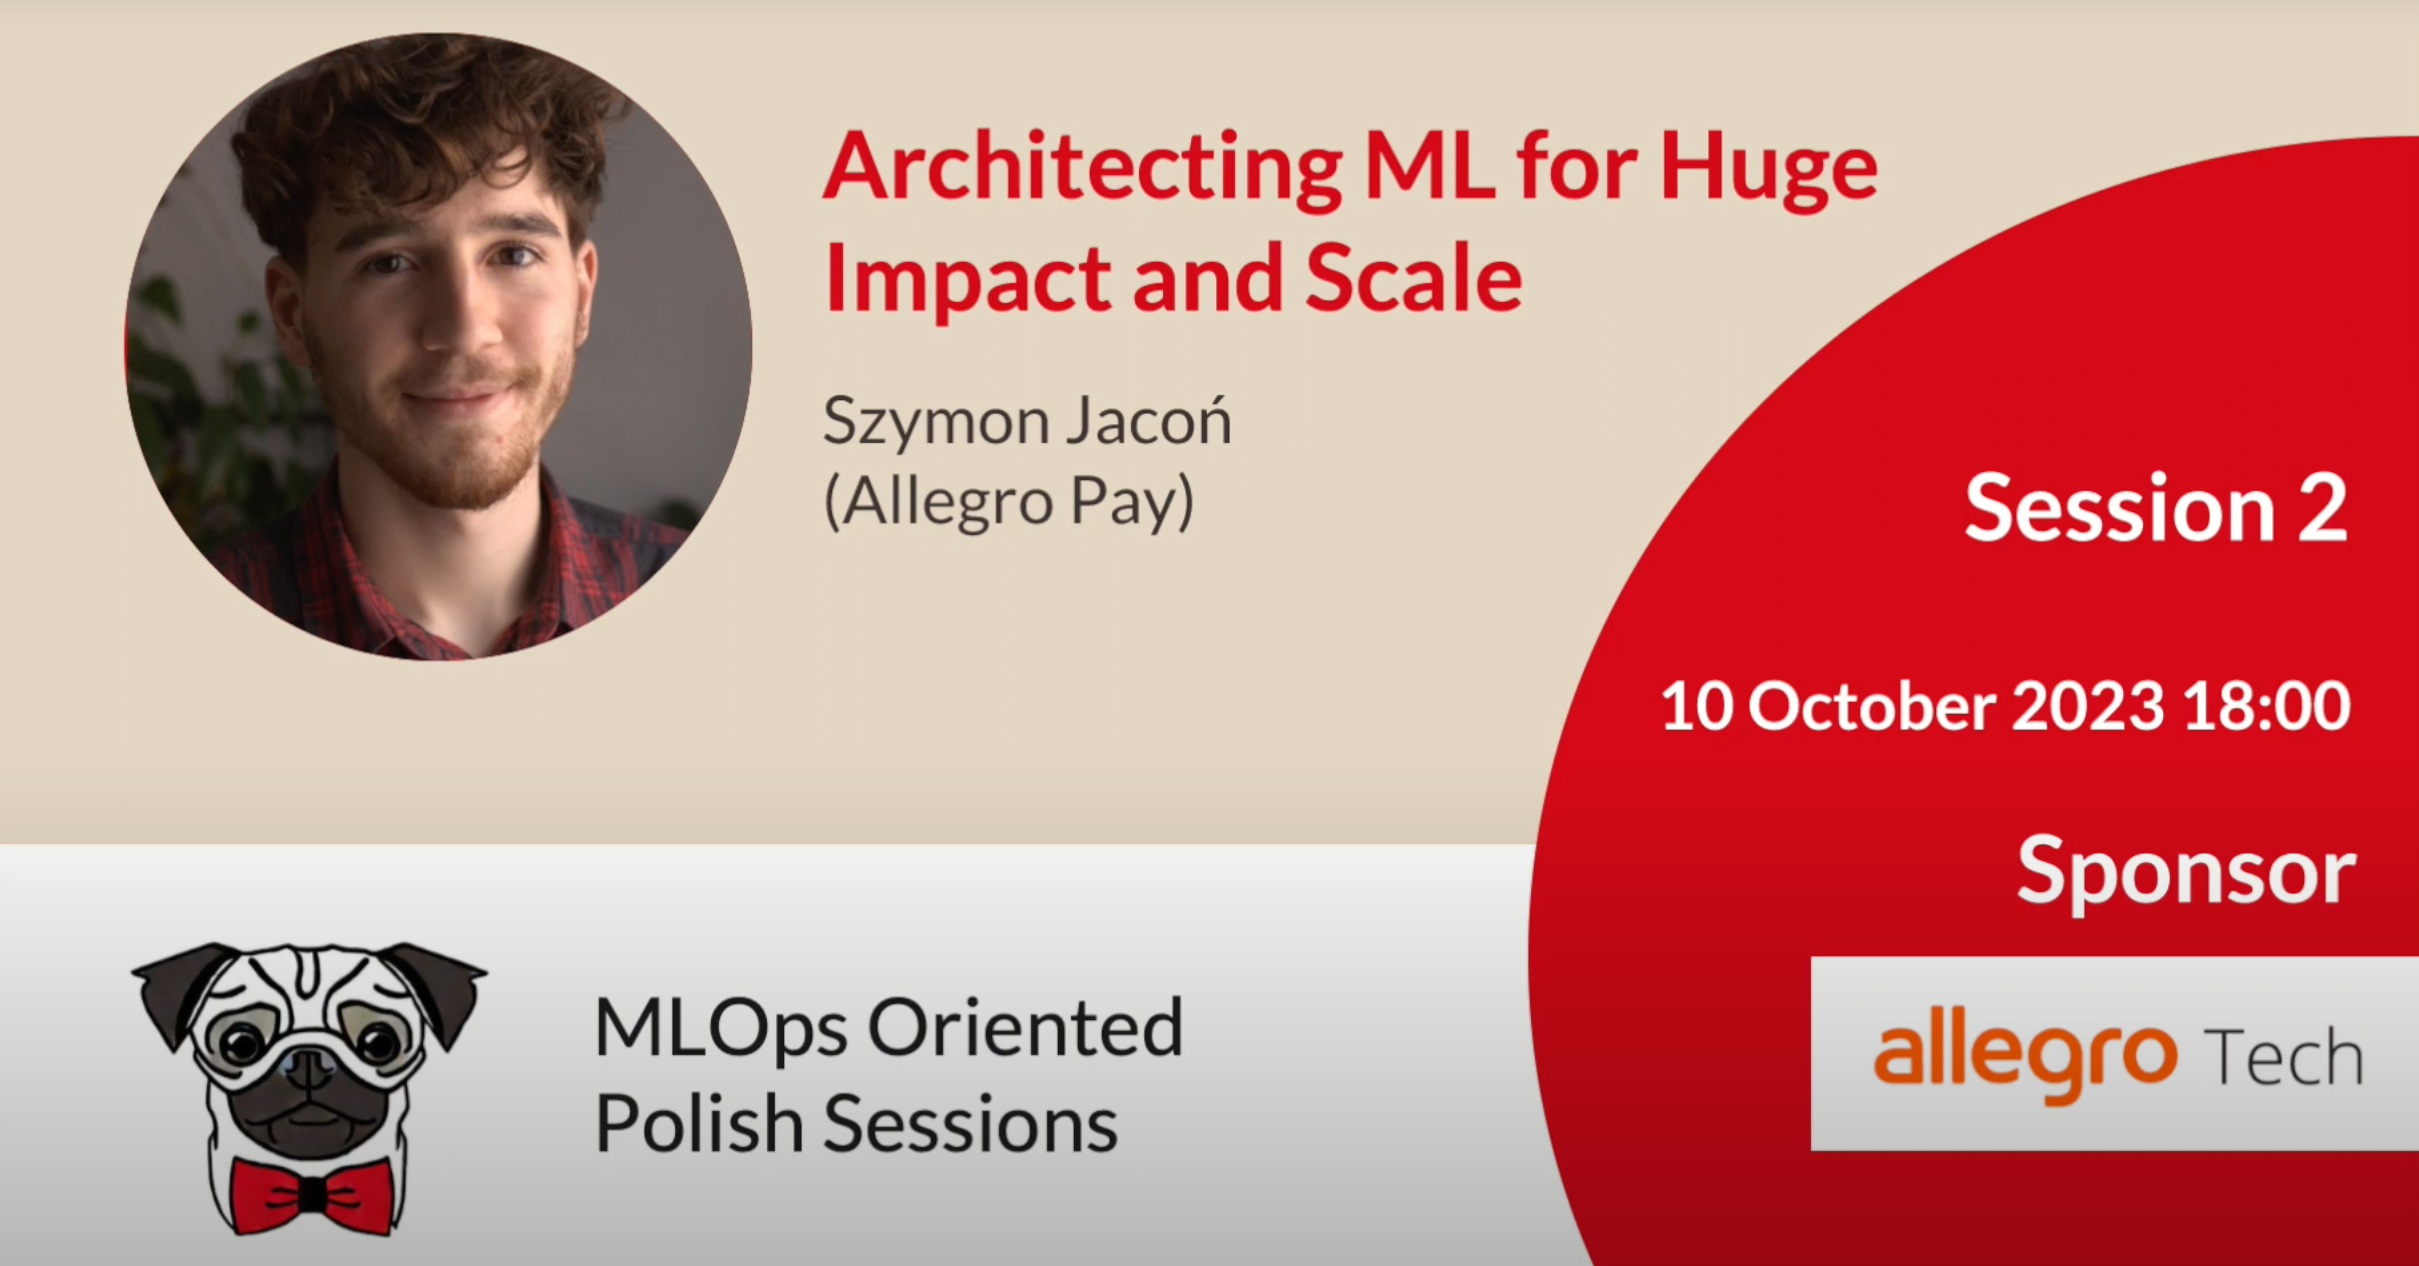 Architecting ML for Huge
Impact and Scale
Szymon Jacoń
(Allegro Pay)
Session 2
10 October 2023 18:00
Sponsor
allegro Tech
MLOps Oriented
Polish Sessions